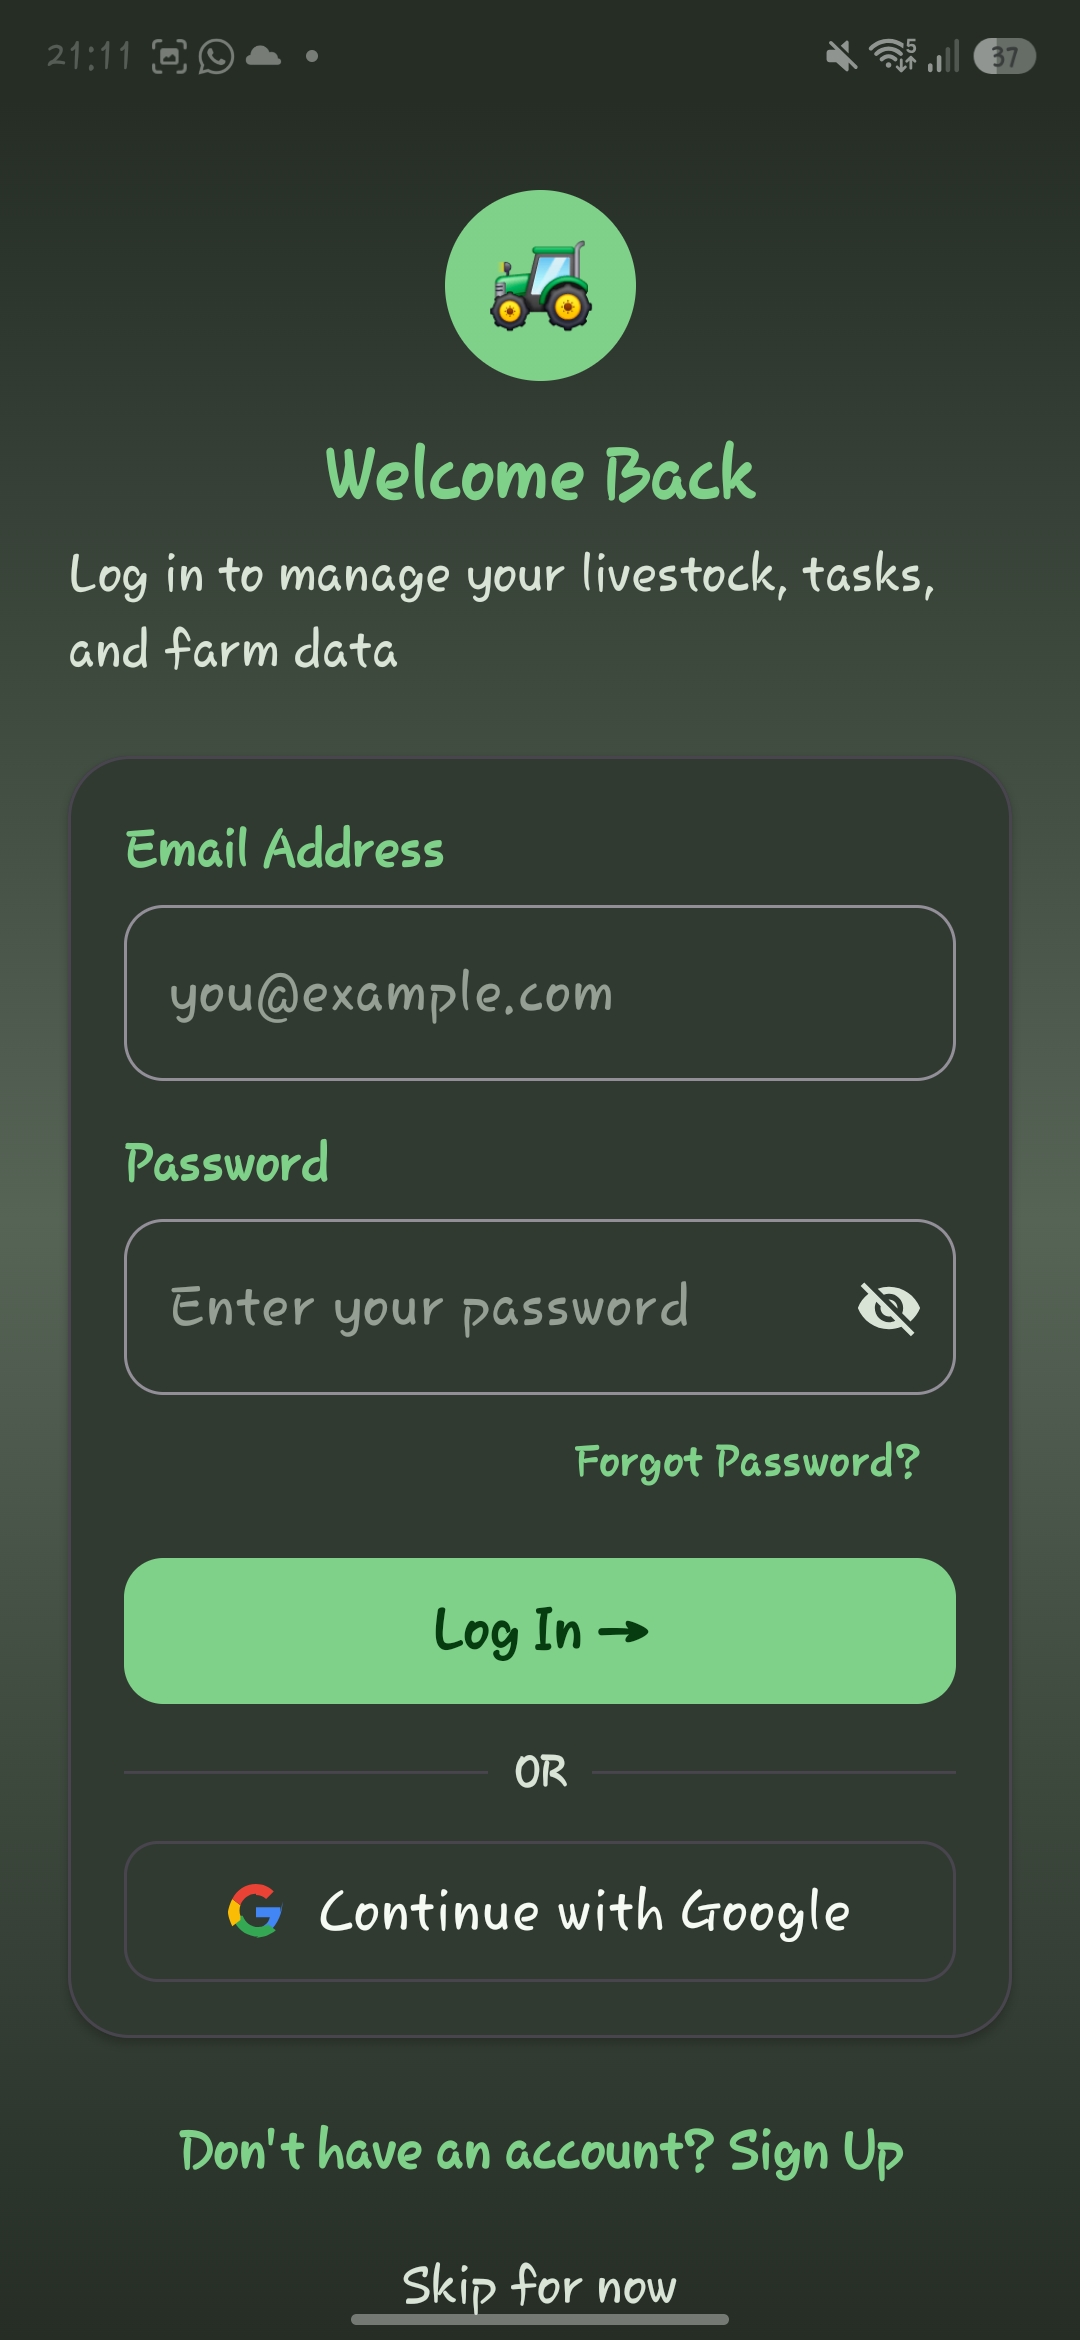 21:11
5
37
Welcome Back
Log in to manage your livestock, tasks,
and farm data
Email Address
you@example.com
Password
Enter your password
Forgot Password?
Log In →
OR
Continue with Google
Don't have an account? Sign Up
Skip for now